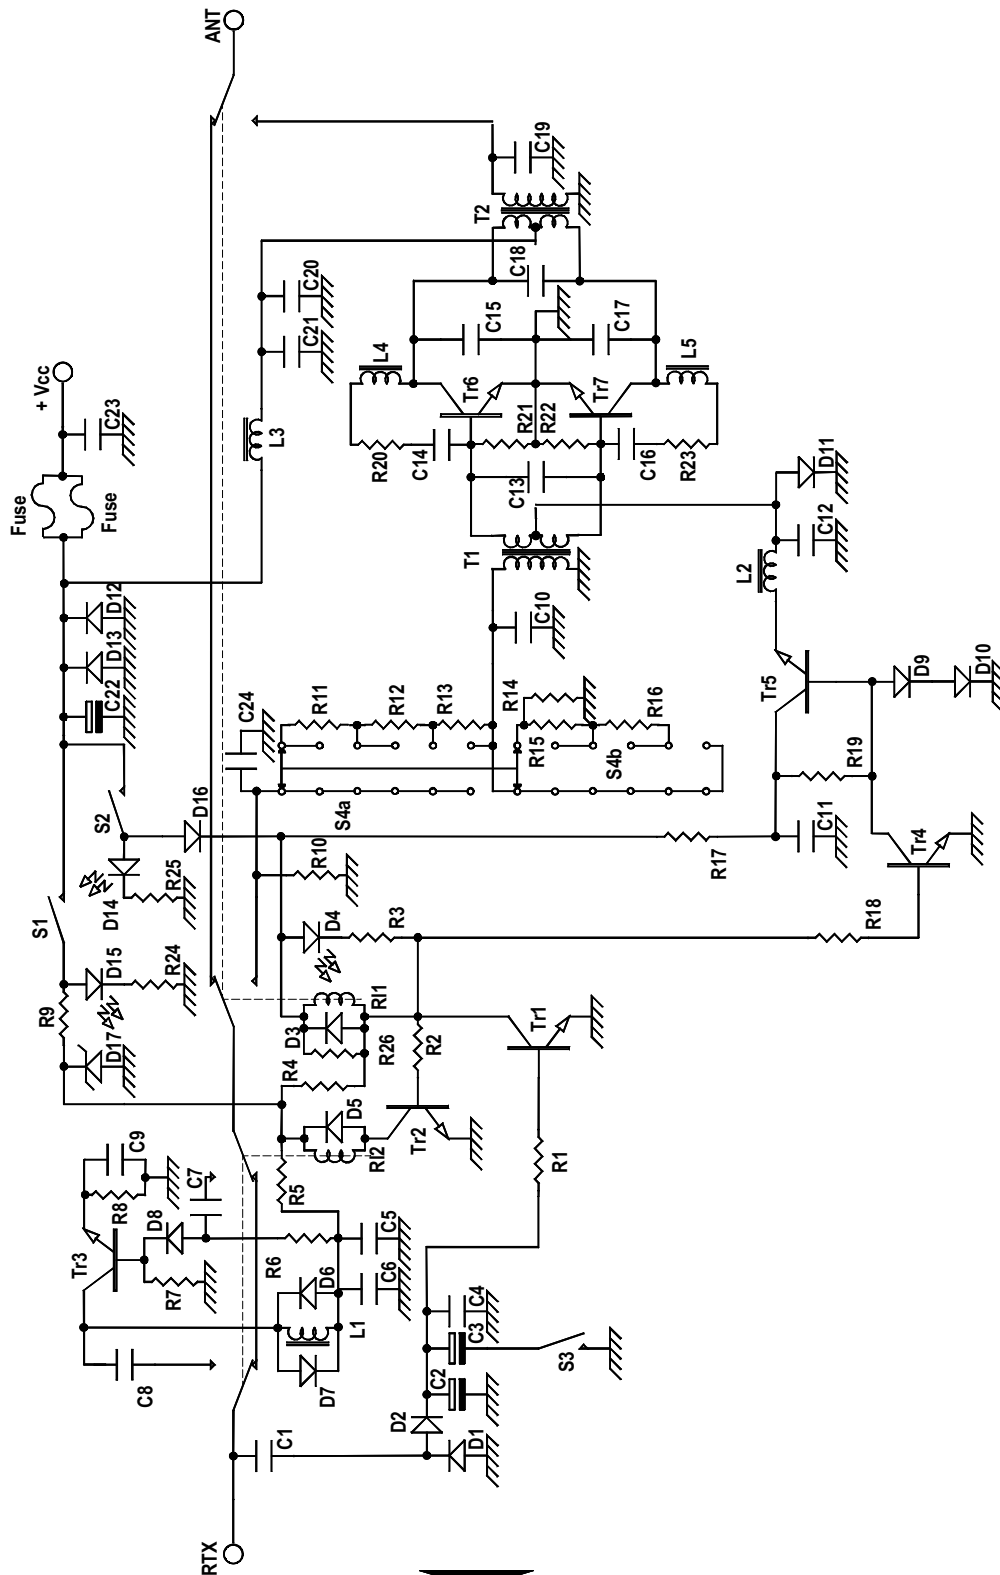 ANT
+ Vcc
C23
Fuse
Fuse
C19
T2
C20
C21
L3
C18
C15
C17
L4
L5
Tr6
Tr7
R21
R22
R20
C14
C16
R23
C13
T1
D11
C12
L2
D12
D13
C22
C24
R11
R12
R13
R14
R15
R16
C10
S4a
S4b
Tr5
D9
D10
R19
C11
R17
Tr4
R18
S2
D16
D14
R25
R10
S1
D15
R24
R9
D17
D4
R3
Rl1
D3
R26
R4
R2
Tr1
D5
Rl2
Tr2
R1
C9
R8
C7
D8
Tr3
R7
R5
R6
D6
L1
D7
C5
C6
C8
C4
C3
C2
S3
D2
D1
C1
RTX